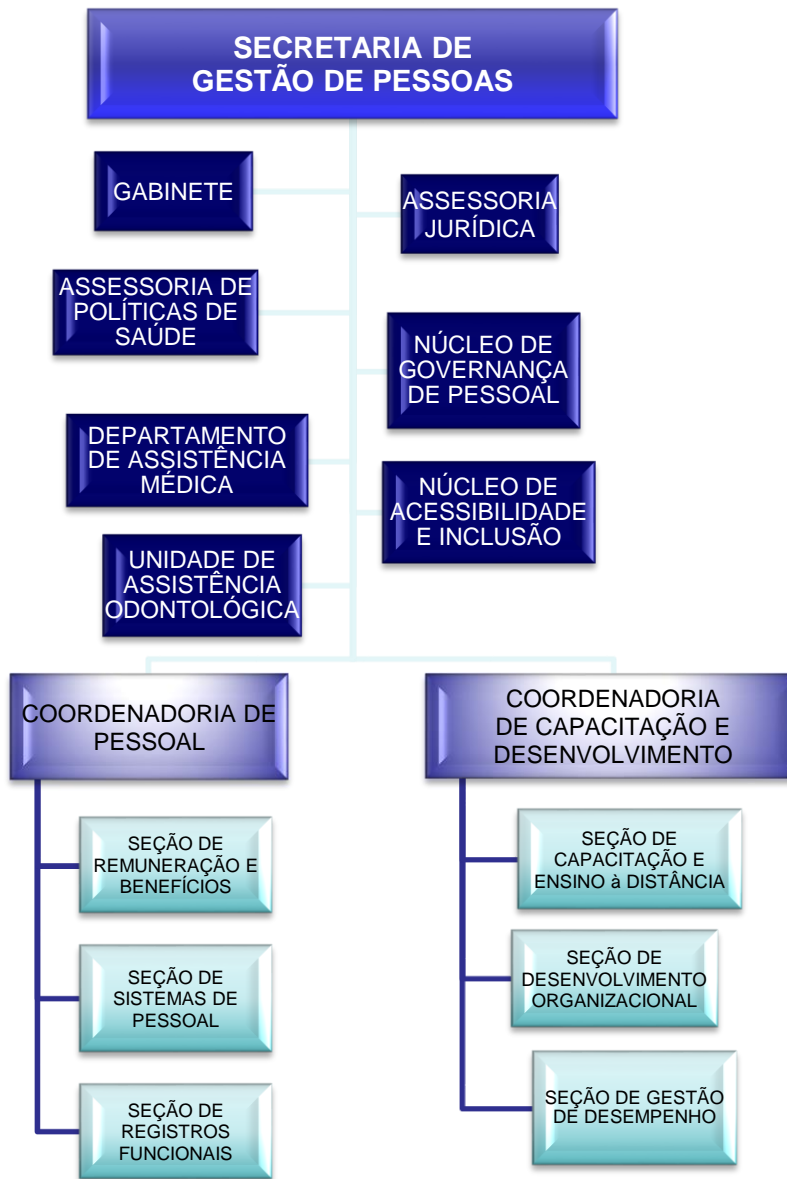 SECRETARIA DE
GESTÃO DE PESSOAS
GABINETE
ASSESSORIA
JURÍDICA
ASSESSORIA DE
POLÍTICAS DE
SAÚDE
NÚCLEO DE
GOVERNANÇA
DE PESSOAL
DEPARTAMENTO
DE ASSISTÊNCIA
MÉDICA
NÚCLEO DE
ACESSIBILIDADE
E INCLUSÃO
UNIDADE DE
ASSISTÊNCIA
ODONTOLÓGICA
COORDENADORIA DE
PESSOAL
COORDENADORIA
DE CAPACITAÇÃO E
DESENVOLVIMENTO
SEÇÃO DE
REMUNERAÇÃO E
BENEFÍCIOS
SEÇÃO DE
SISTEMAS DE
PESSOAL
SEÇÃO DE
REGISTROS
FUNCIONAIS
SEÇÃO DE
CAPACITAÇÃO E
ENSINO à DISTÂNCIA
SEÇÃO DE
DESENVOLVIMENTO
ORGANIZACIONAL
SEÇÃO DE GESTÃO
DE DESEMPENHO